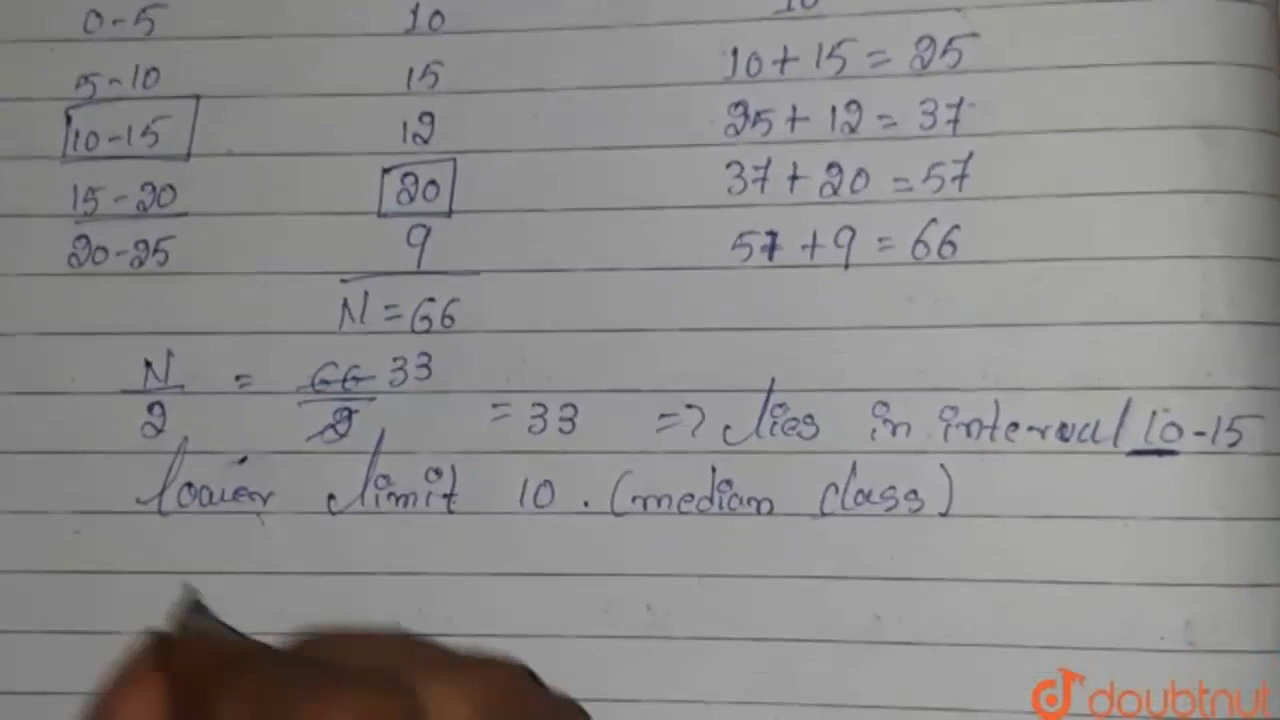 0-5 10 10
5-10 15 10+15=25
10-15 12 25+12=37
15-20 20 37+20=57
20-25 9 57+9=66
N=66
N/2 = 66/2 33 =33 => lies in interval 10-15
lower limit 10. (median class)
doubtnut